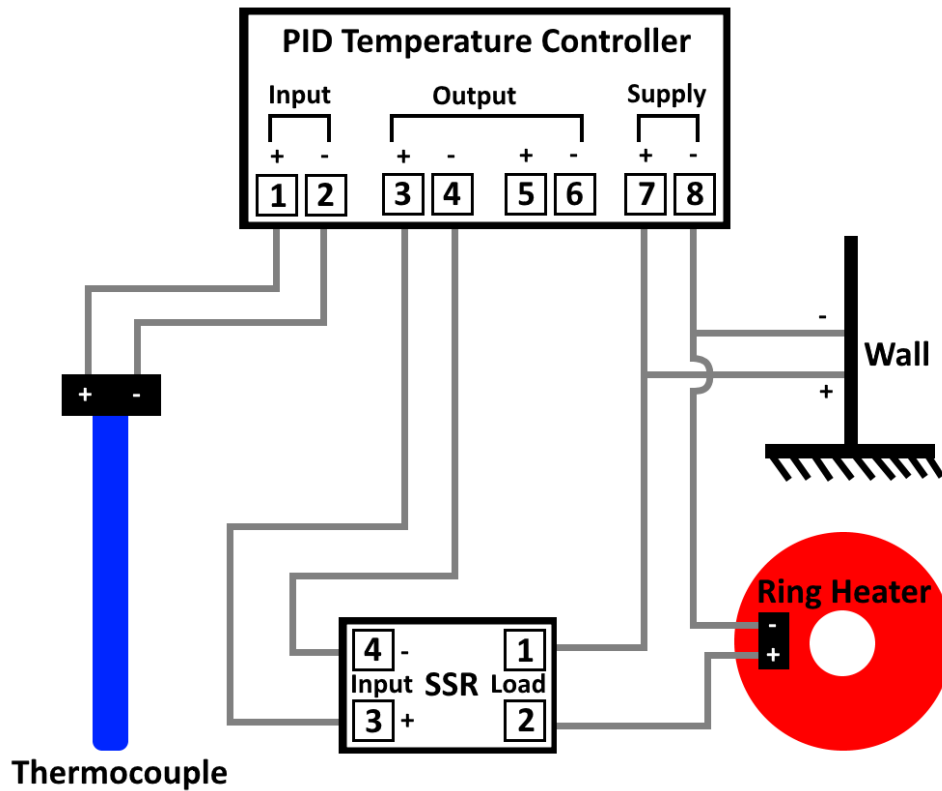 PID Temperature Controller
Input Output Supply
+ - + - + - + -
1 2 3 4 5 6 7 8
-
Wall
+
+ -
Ring Heater
-
+
4 - 1
Input SSR Load
3 + 2
Thermocouple